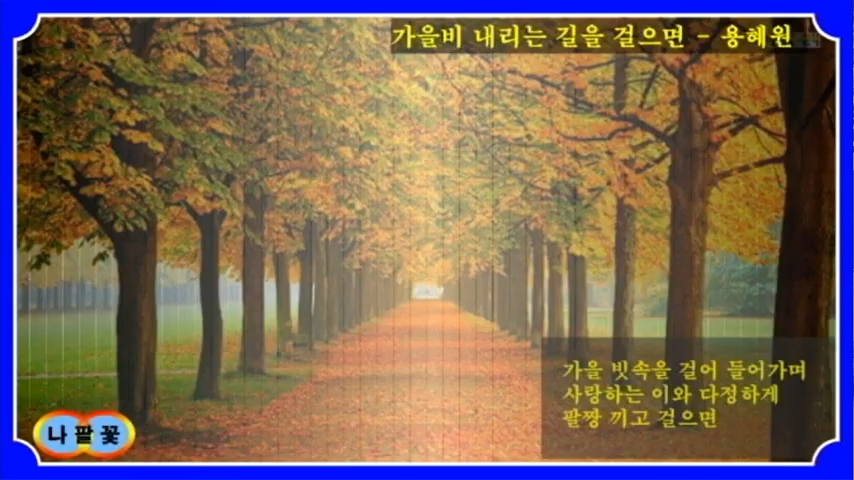 가을비 내리는 길을 걸으면 - 용혜원
가을 빗속을 걸어 들어가며
사랑하는 이와 다정하게
팔짱 끼고 걸으면
나 팔 꽃